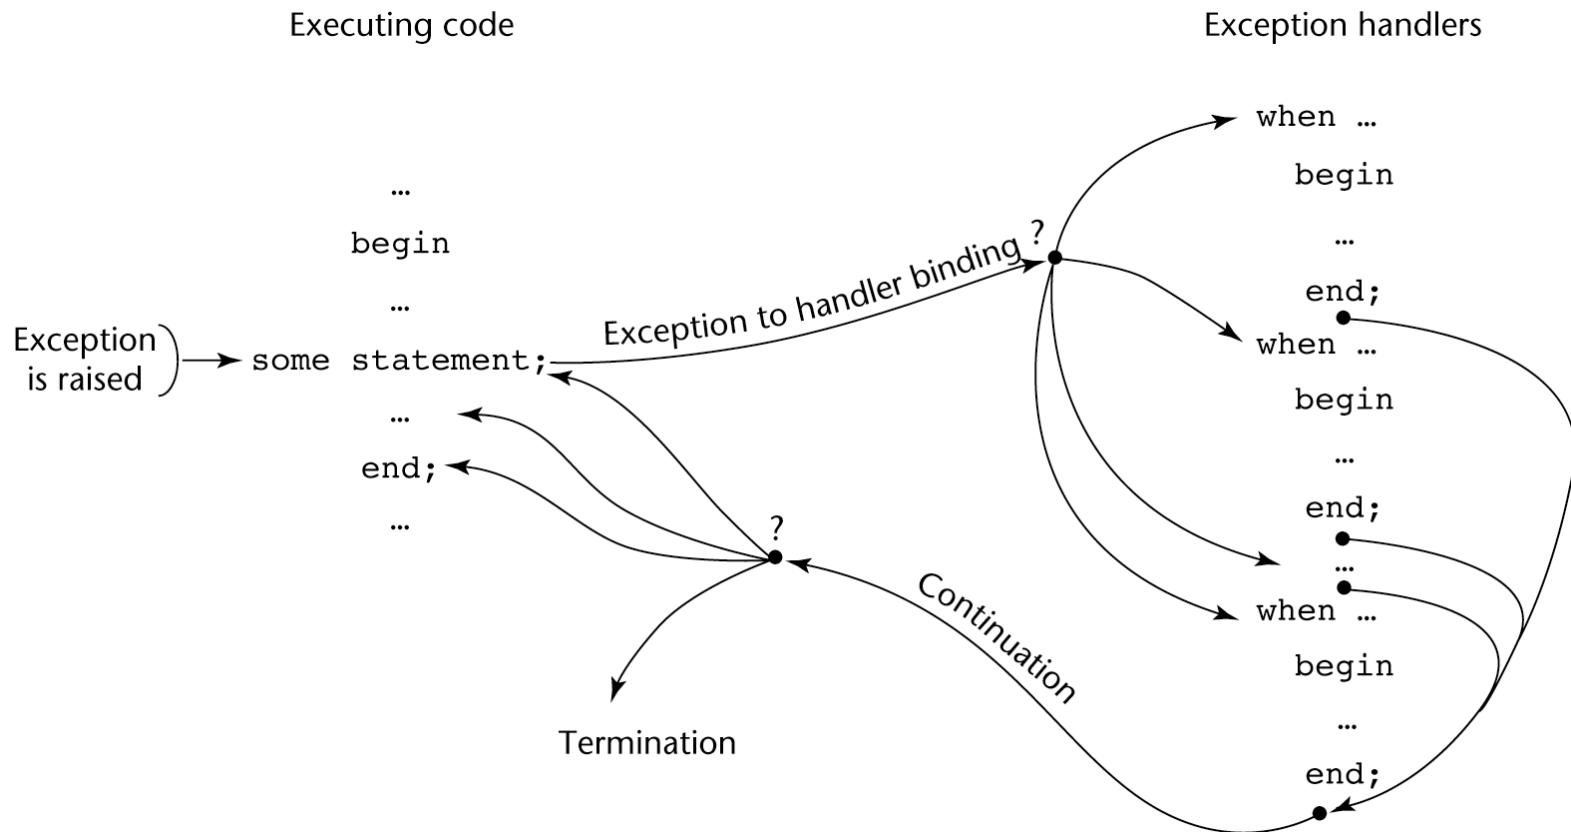 Executing code
…
begin
…
Exception
is raised
some statement;
…
end;
…
Exception to handler binding
?
?
Continuation
Termination
Exception handlers
when …
begin
…
end;
when …
begin
…
end;
…
when …
begin
…
end;